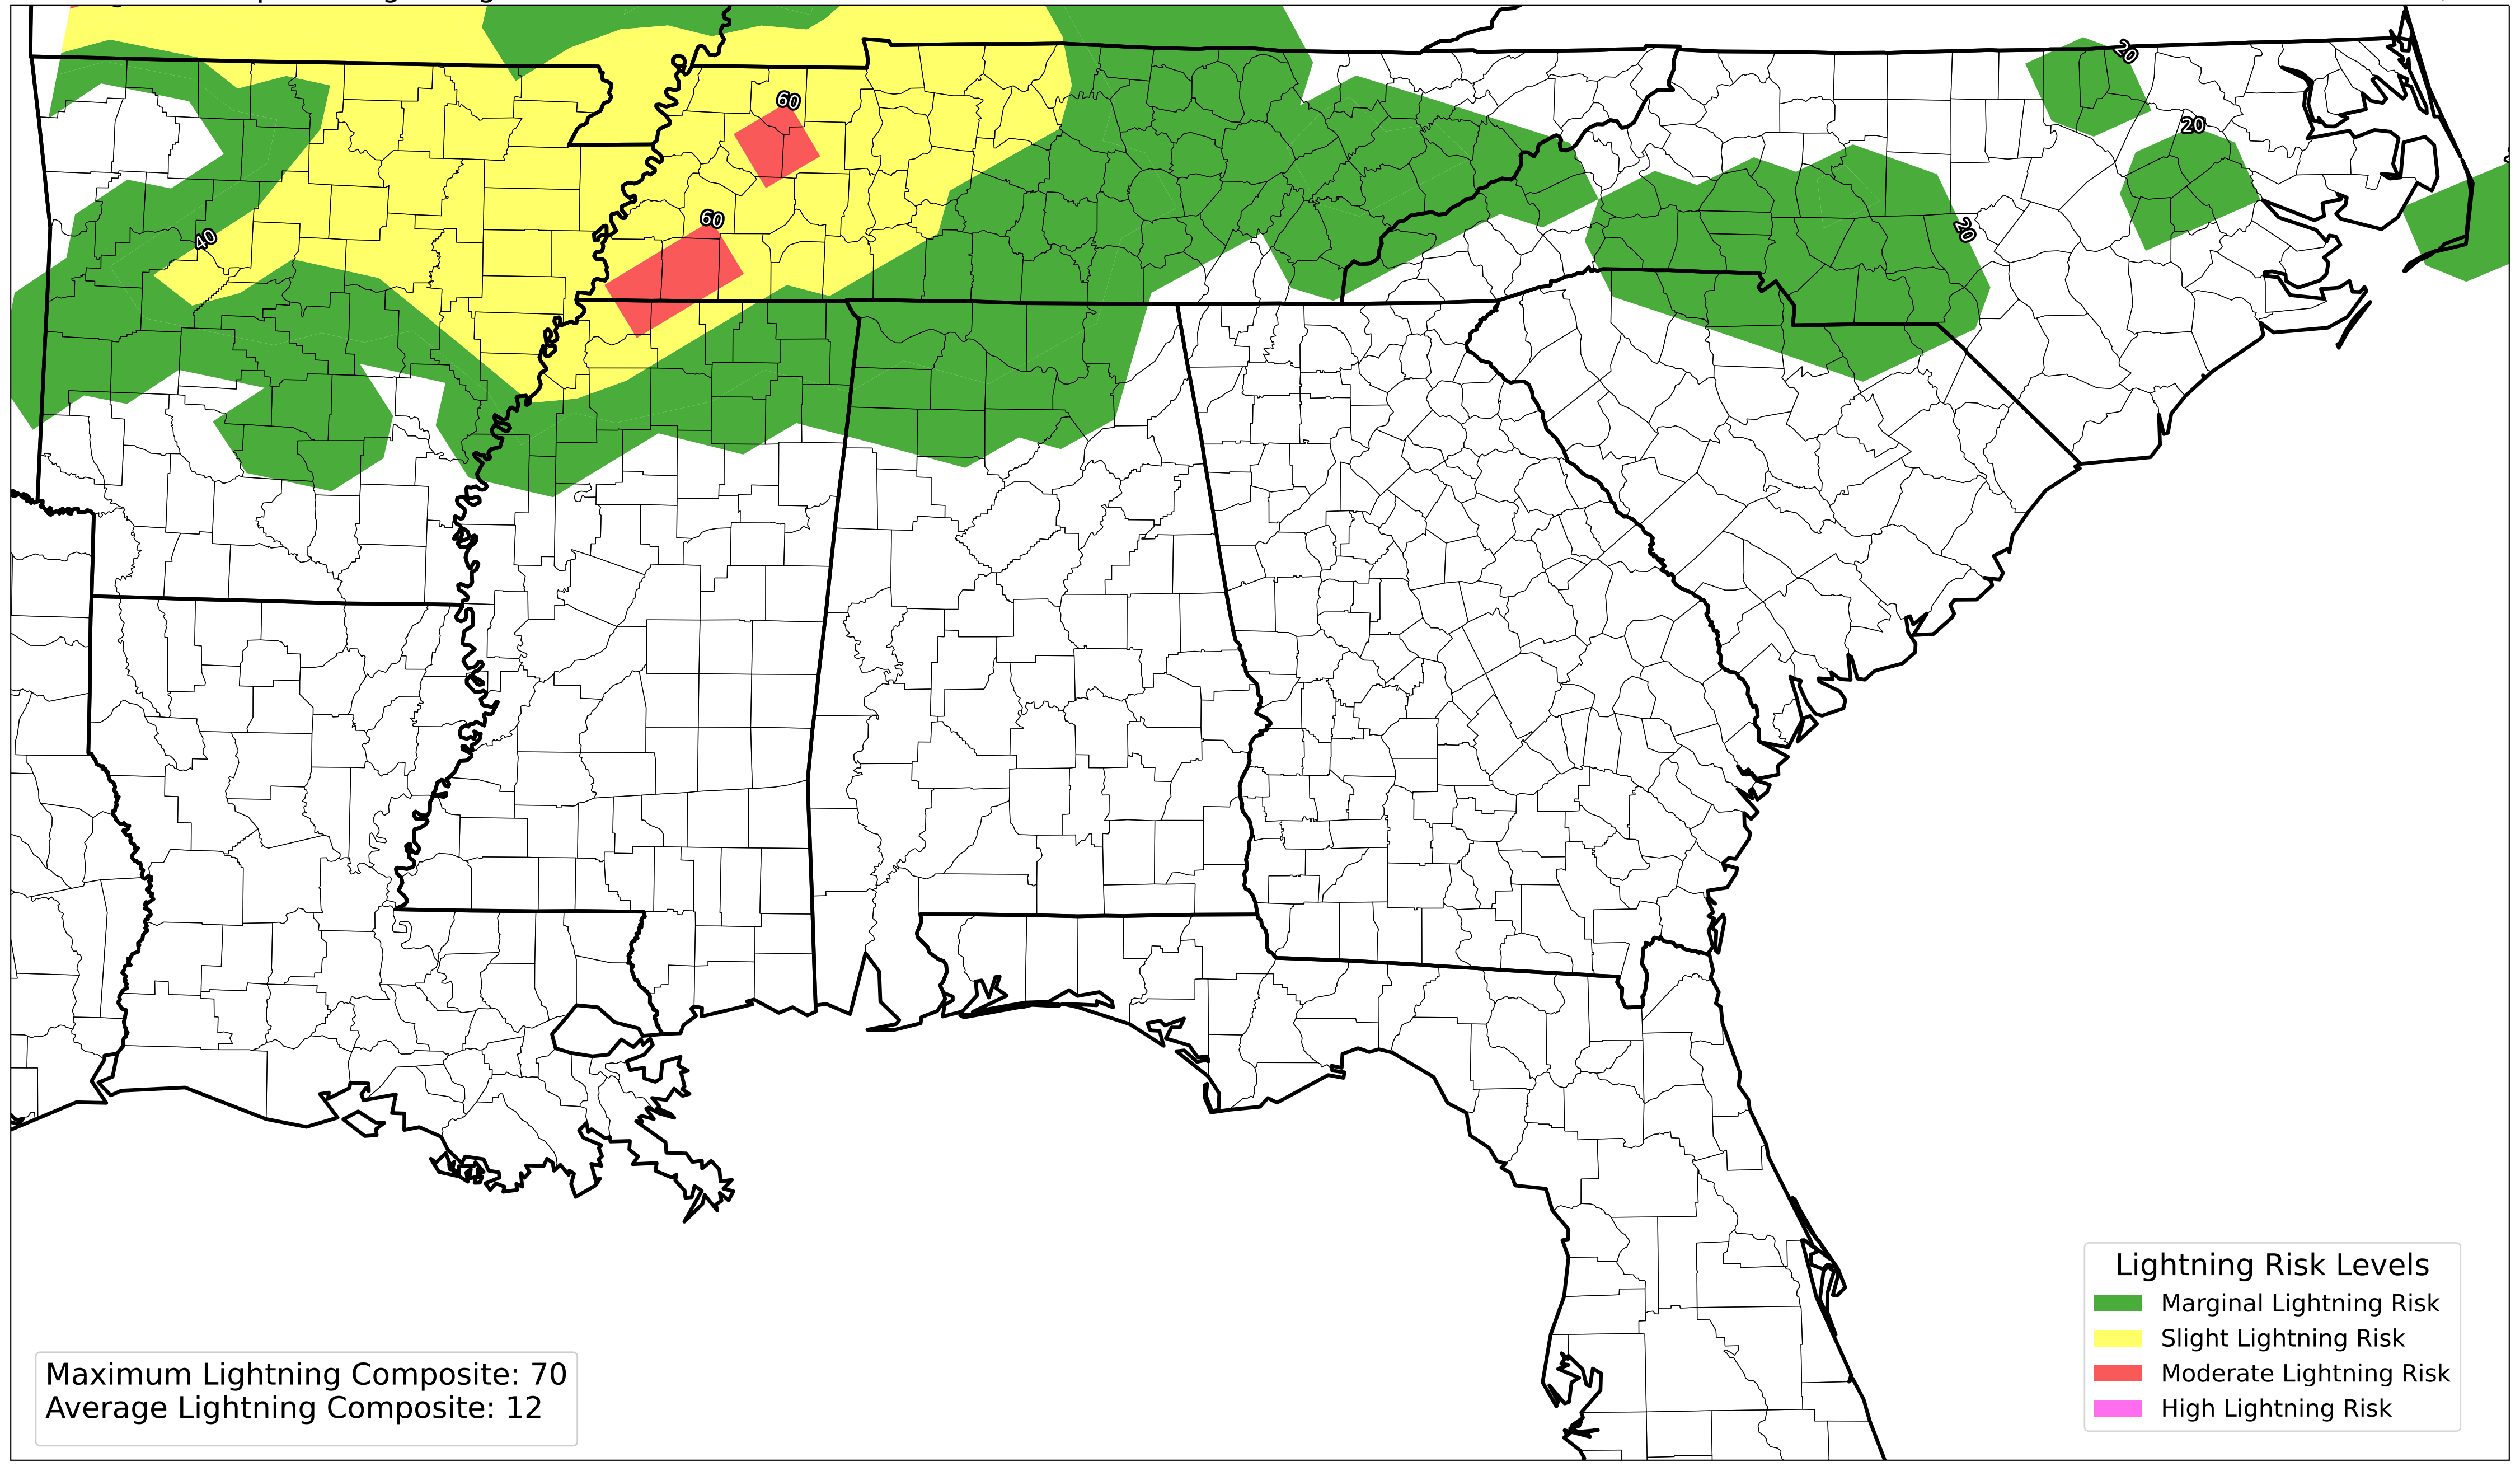 20
60
20
60
20
40
Lightning Risk Levels
Marginal Lightning Risk
Slight Lightning Risk
Moderate Lightning Risk
High Lightning Risk
Maximum Lightning Composite: 70
Average Lightning Composite: 12